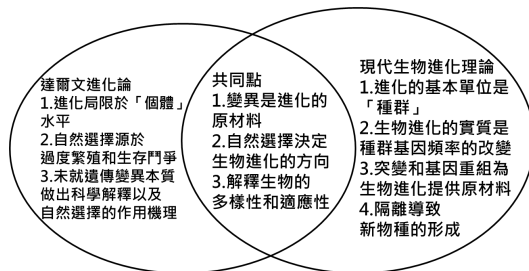 達爾文進化論
1.進化局限於「個體」
水平
2.自然選擇源於
過度繁殖和生存鬥爭
3.未就遺傳變異本質
做出科學解釋以及
自然選擇的作用機理
共同點
1.變異是進化的
原材料
2.自然選擇決定
生物進化的方向
3.解釋生物的
多樣性和適應性
現代生物進化理論
1.進化的基本單位是
「種群」
2.生物進化的實質是
種群基因頻率的改變
3.突變和基因重組為
生物進化提供原材料
4.隔離導致
新物種的形成